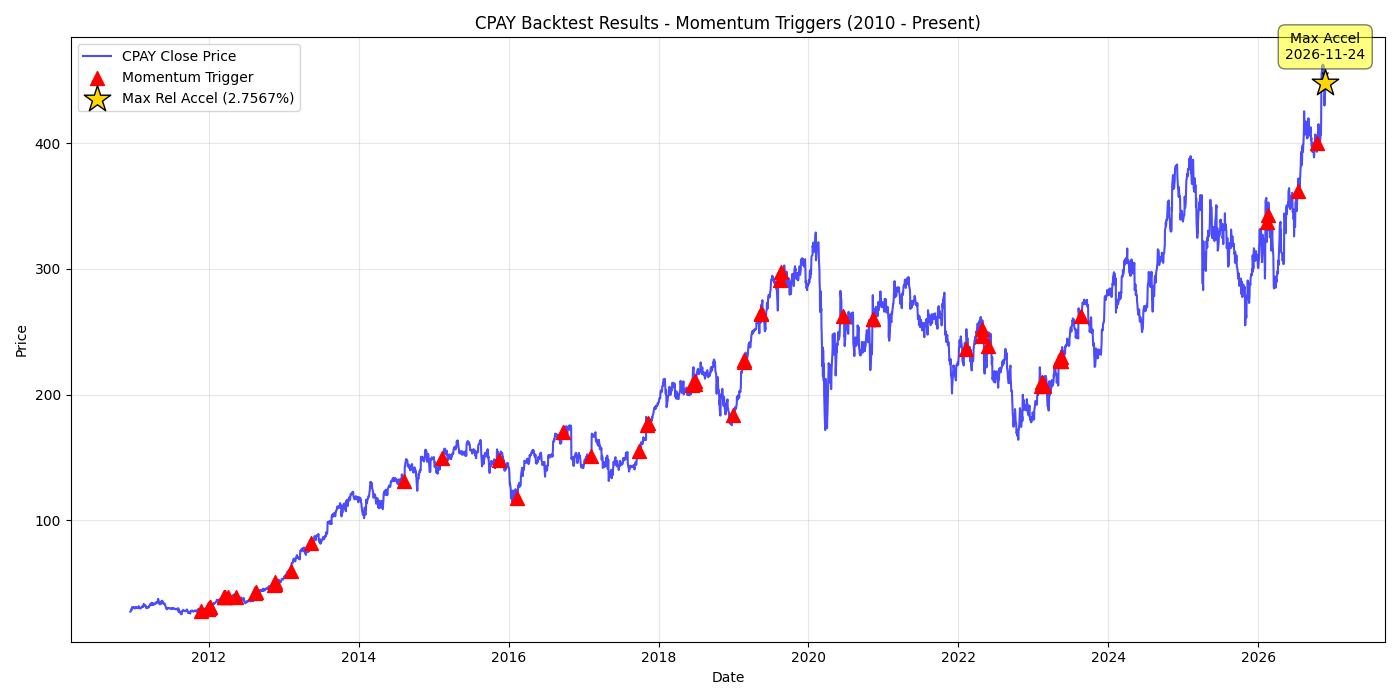 CPAY Backtest Results - Momentum Triggers (2010 - Present)
CPAY Close Price
Momentum Trigger
Max Rel Accel (2.7567%)
Max Accel
2026-11-24
Price
400
300
200
100
2012
2014
2016
2018
2020
2022
2024
2026
Date